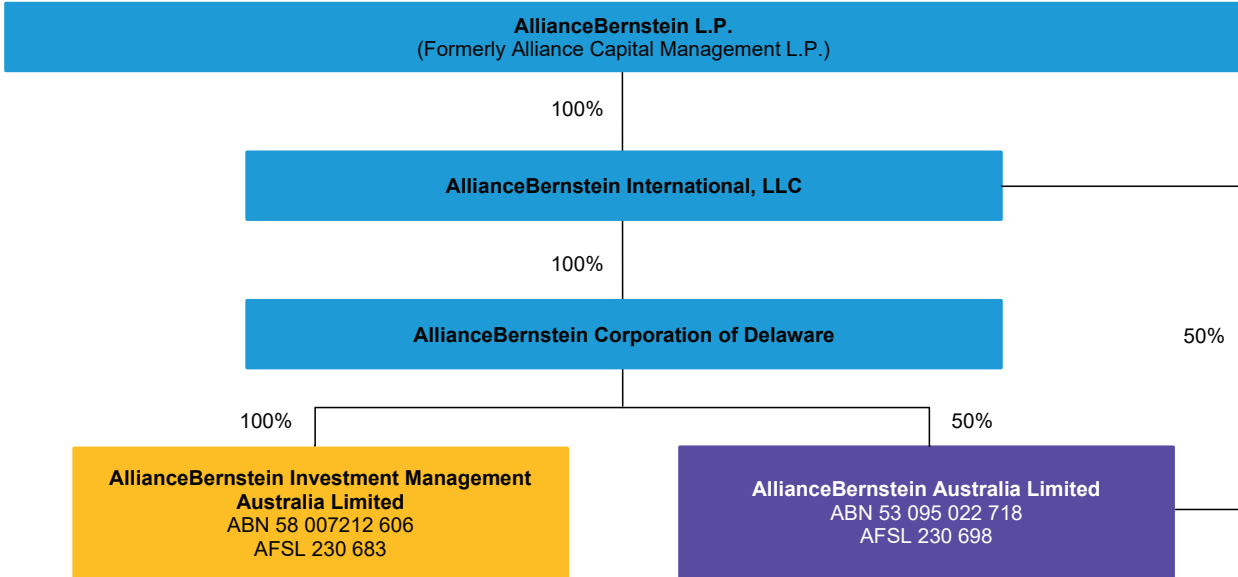 AllianceBernstein L.P.
(Formerly Alliance Capital Management L.P.)
100%
AllianceBernstein International, LLC
100%
AllianceBernstein Corporation of Delaware
50%
100%
50%
AllianceBernstein Investment Management
Australia Limited
ABN 58 007212 606
AFSL 230 683
AllianceBernstein Australia Limited
ABN 53 095 022 718
AFSL 230 698